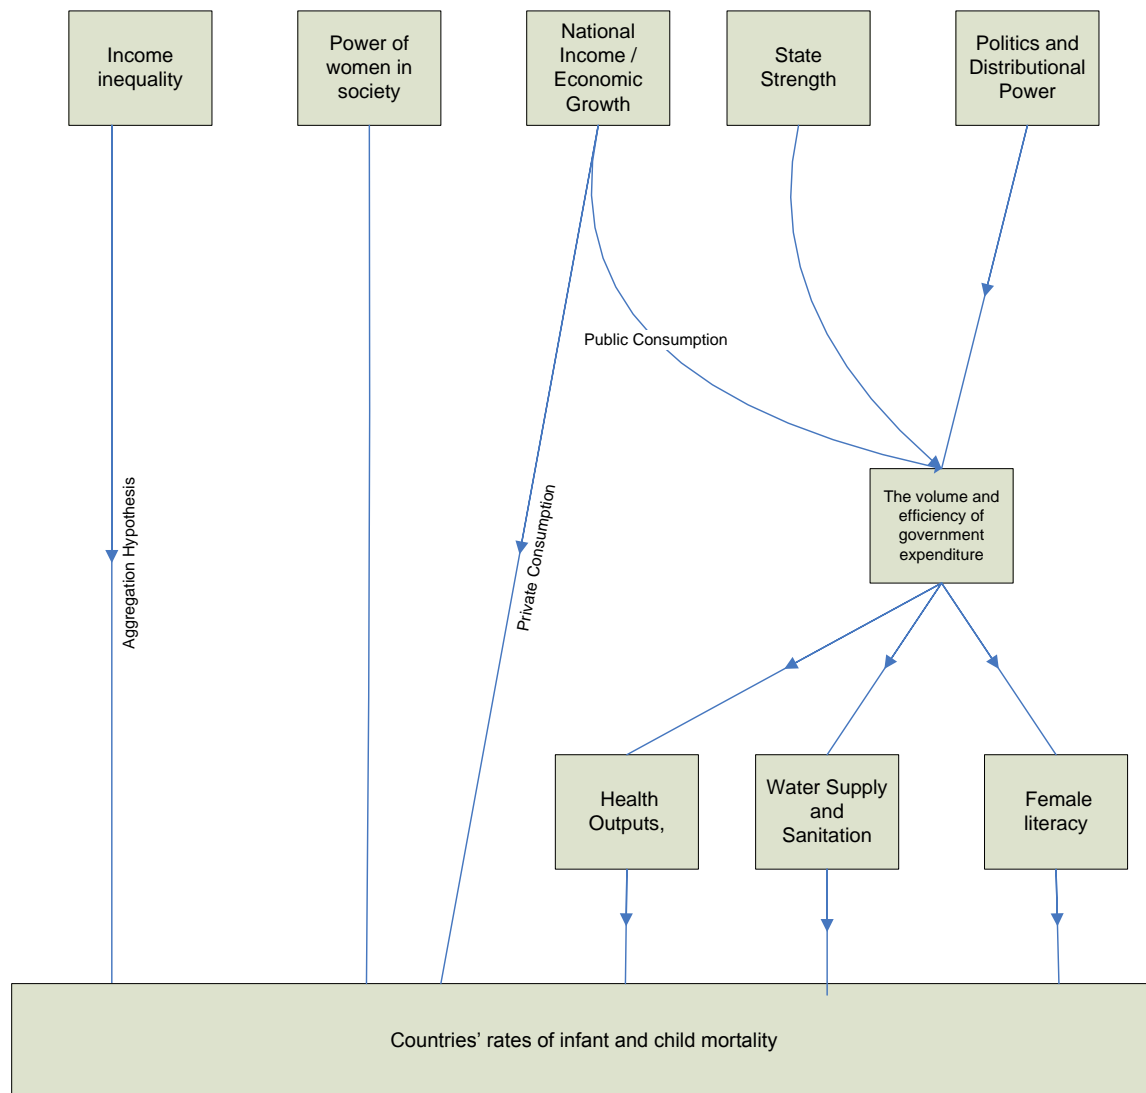 Income
inequality
Power of
women in
society
National
Income /
Economic
Growth
State
Strength
Politics and
Distributional
Power
Public Consumption
Aggregation Hypothesis
Private Consumption
The volume and
efficiency of
government
expenditure
Health
Outputs,
Water Supply
and
Sanitation
Female
literacy
Countries’ rates of infant and child mortality